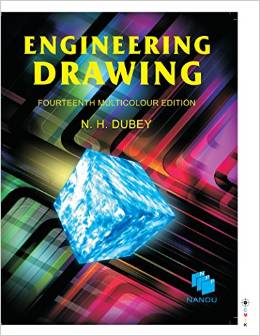 ENGINEERING
DRAWING
FOURTEENTH MULTICOLOUR EDITION
N. H. DUBEY
NANDU
C
M
Y
K